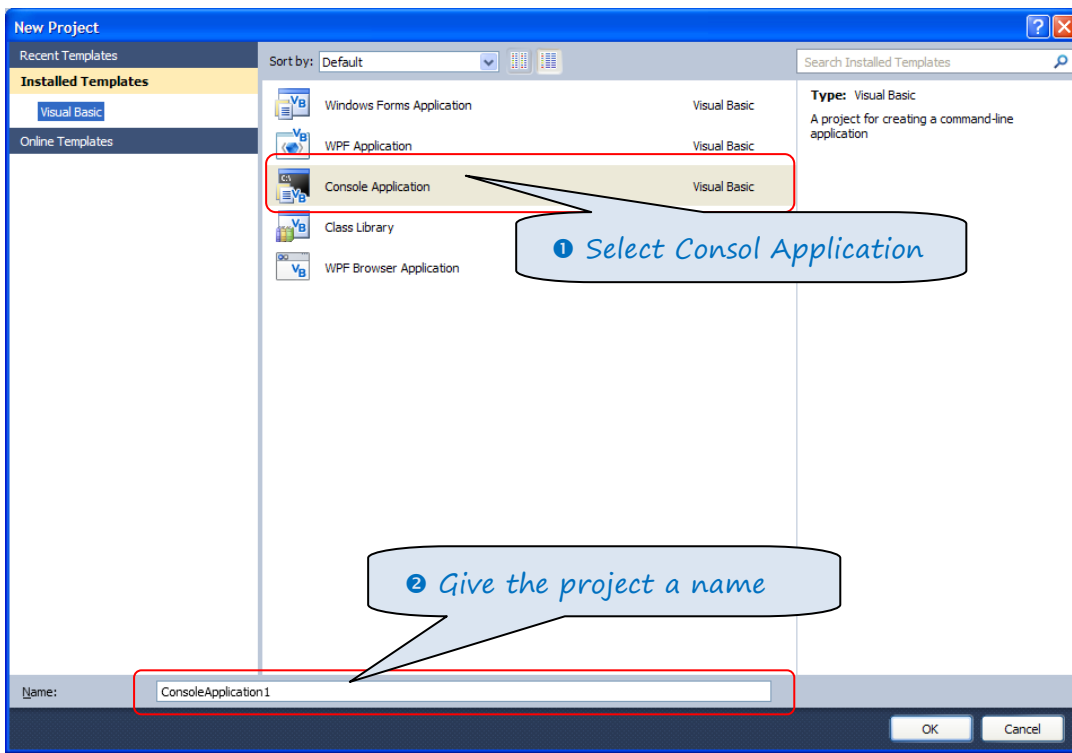 New Project
Recent Templates
Installed Templates
Visual Basic
Online Templates
Sort by: Default
Windows Forms Application Visual Basic
WPF Application Visual Basic
Console Application Visual Basic
Class Library
WPF Browser Application
❶ Select Consol Application
Search Installed Templates
Type: Visual Basic
A project for creating a command-line
application
❷ Give the project a name
Name: ConsoleApplication1
OK Cancel